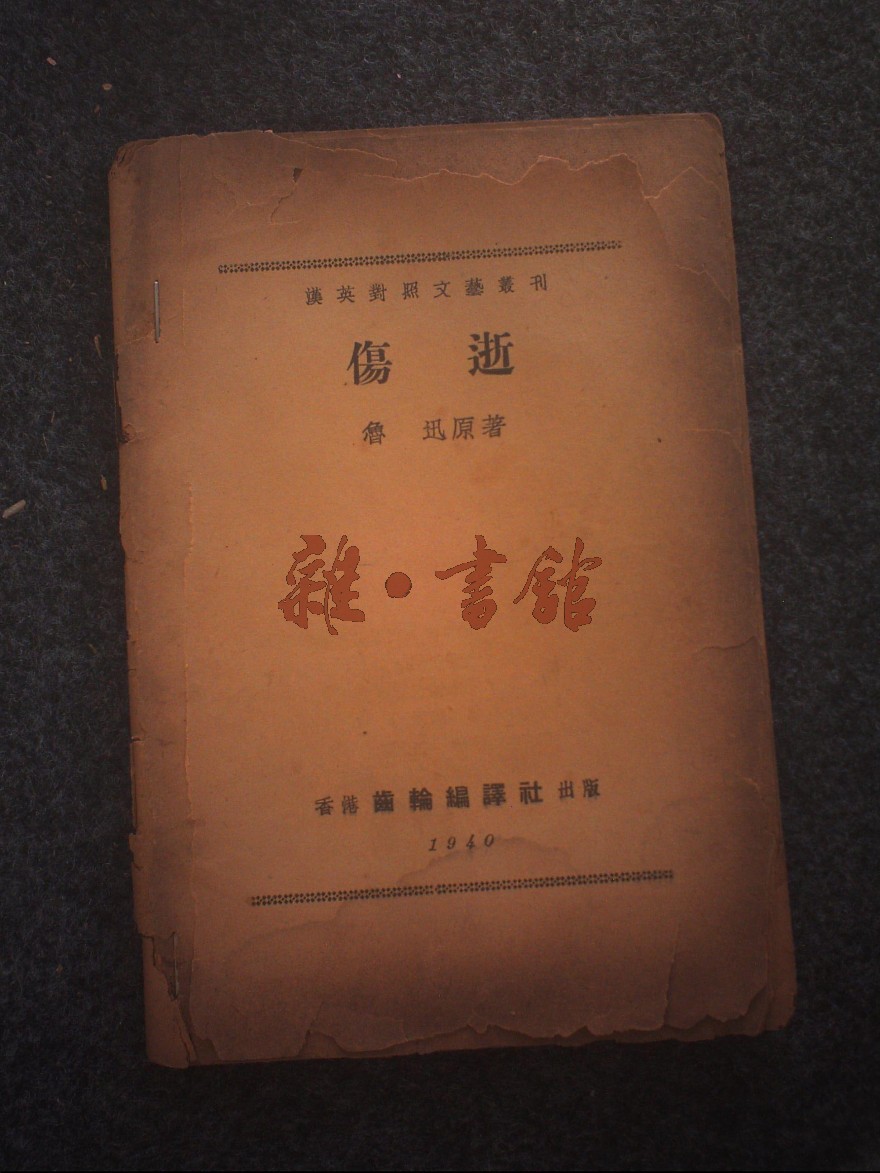 漢英對照文藝叢刊
傷 逝
魯 迅原著
雜·書館
香港 齒輪編譯社 出版
1940